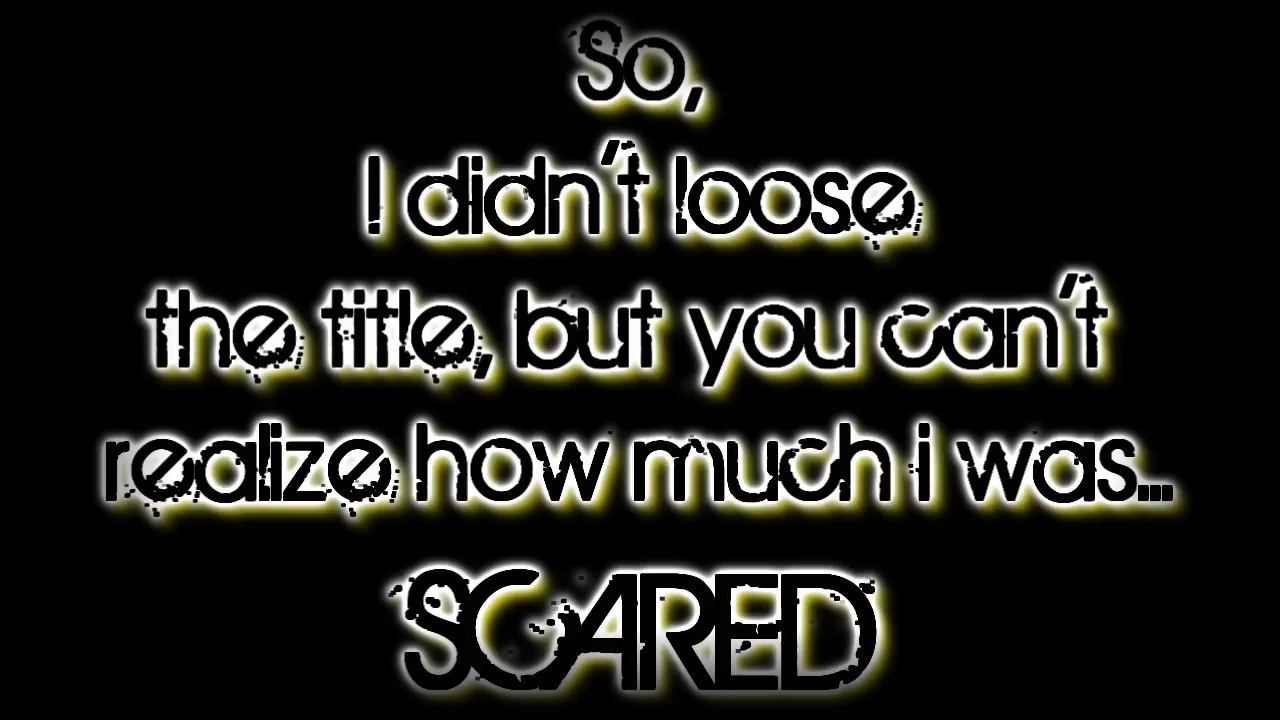 So,
I didn't loose
the title, but you can't
realize how much i was...
SCARED